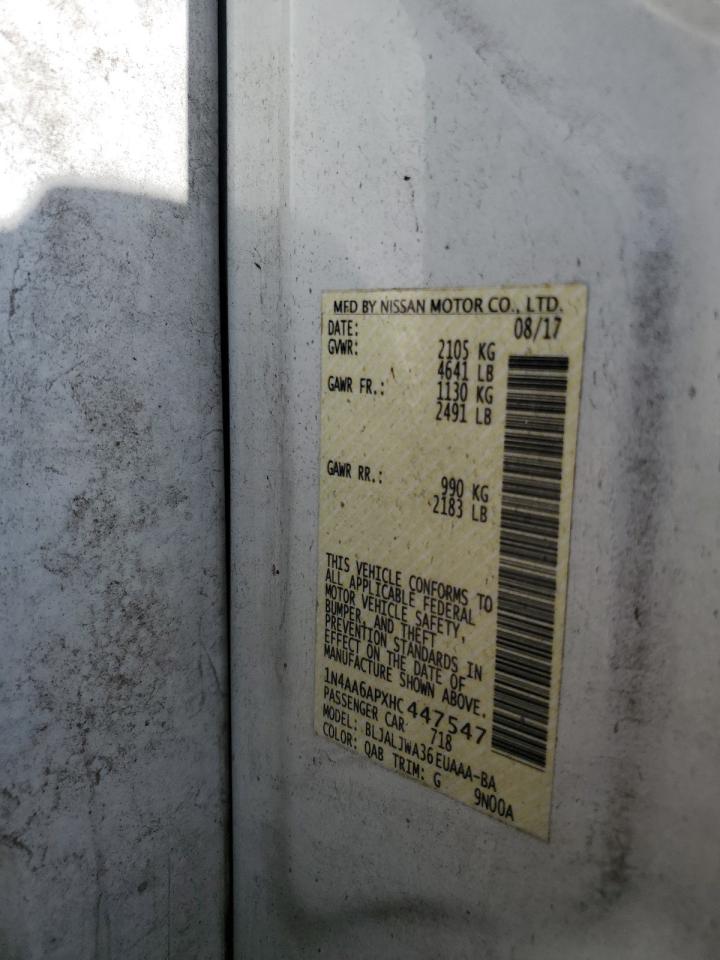 MFD BY NISSAN MOTOR CO., LTD.
DATE: 08/17
GVWR: 2105 KG
4641 LB
GAWR FR.: 1130 KG
2491 LB
GAWR RR.: 990 KG
2183 LB
THIS VEHICLE CONFORMS TO
ALL APPLICABLE FEDERAL
MOTOR VEHICLE SAFETY,
BUMPER, AND THEFT
PREVENTION STANDARDS IN
EFFECT ON THE DATE OF
MANUFACTURE SHOWN ABOVE.
1N4AA6APXHC447547
PASSENGER CAR 718
MODEL: BLJALJWA36EUAAA-BA
COLOR: QAB TRIM: G 9N00A